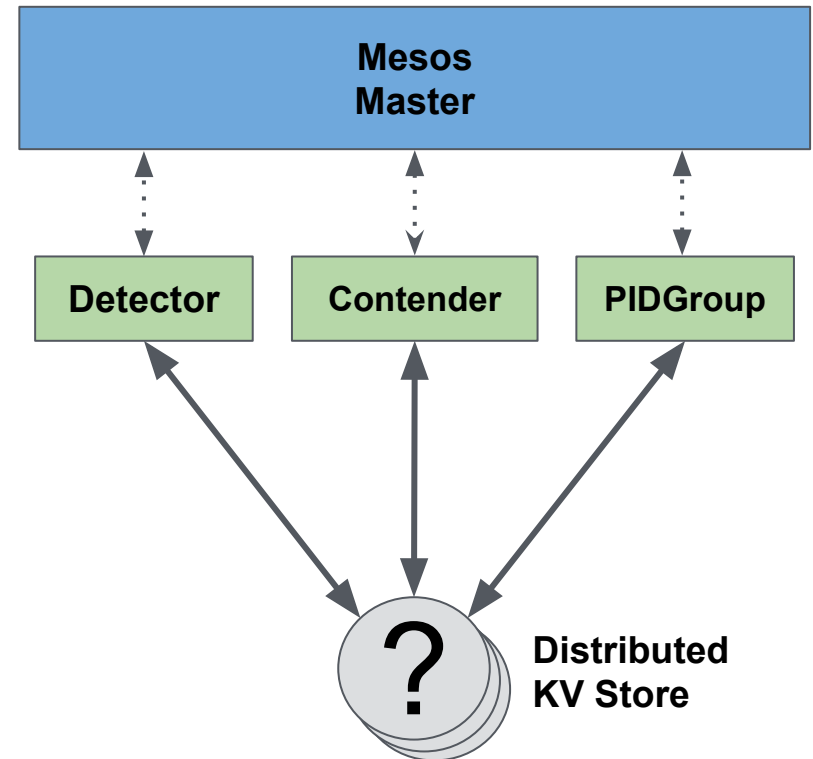 Mesos
Master
Detector
Contender
PIDGroup
?
Distributed
KV Store